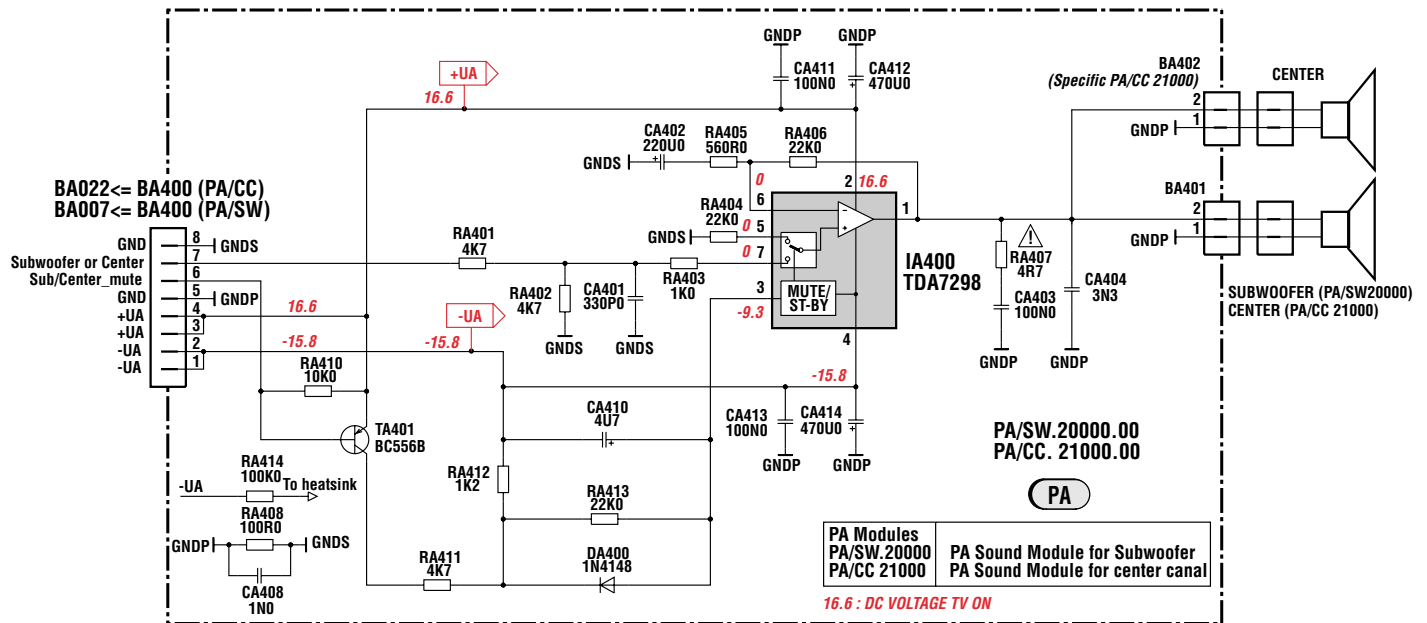 GNDP
GNDP
CA411
100N0
CA412
470U0
+
BA402
(Specific PA/CC 21000)
CENTER
2
1
GNDP
+UA
16.6
CA402
220U0
+
RA405
560R0
RA406
22K0
GNDS
0
2
16.6
BA022<= BA400 (PA/CC)
BA007<= BA400 (PA/SW)
6
RA404
22K0
5
0
GNDS
0
7
1
BA401
2
1
GNDP
GND
8
GNDS
Subwoofer or Center
7
Sub/Center_mute
6
GND
5
GNDP
+UA
4
16.6
+UA
3
-UA
2
-15.8
-UA
1
RA401
4K7
RA402
4K7
CA401
330P0
RA403
1K0
GNDS
GNDS
-UA
-15.8
3
-9.3
MUTE/
ST-BY
4
IA400
TDA7298
RA407
4R7
CA403
100N0
CA404
3N3
GNDP
GNDP
SUBWOOFER (PA/SW20000)
CENTER (PA/CC 21000)
RA410
10K0
-15.8
TA401
BC556B
CA410
4U7
+
CA413
100N0
CA414
470U0
+
GNDP
GNDP
RA412
1K2
RA413
22K0
RA414
100K0
-UA
To heatsink
RA408
100R0
GNDP
GNDS
CA408
1N0
RA411
4K7
DA400
1N4148
PA/SW.20000.00
PA/CC. 21000.00
PA
PA Modules
PA/SW.20000 PA Sound Module for Subwoofer
PA/CC 21000 PA Sound Module for center canal
16.6 : DC VOLTAGE TV ON